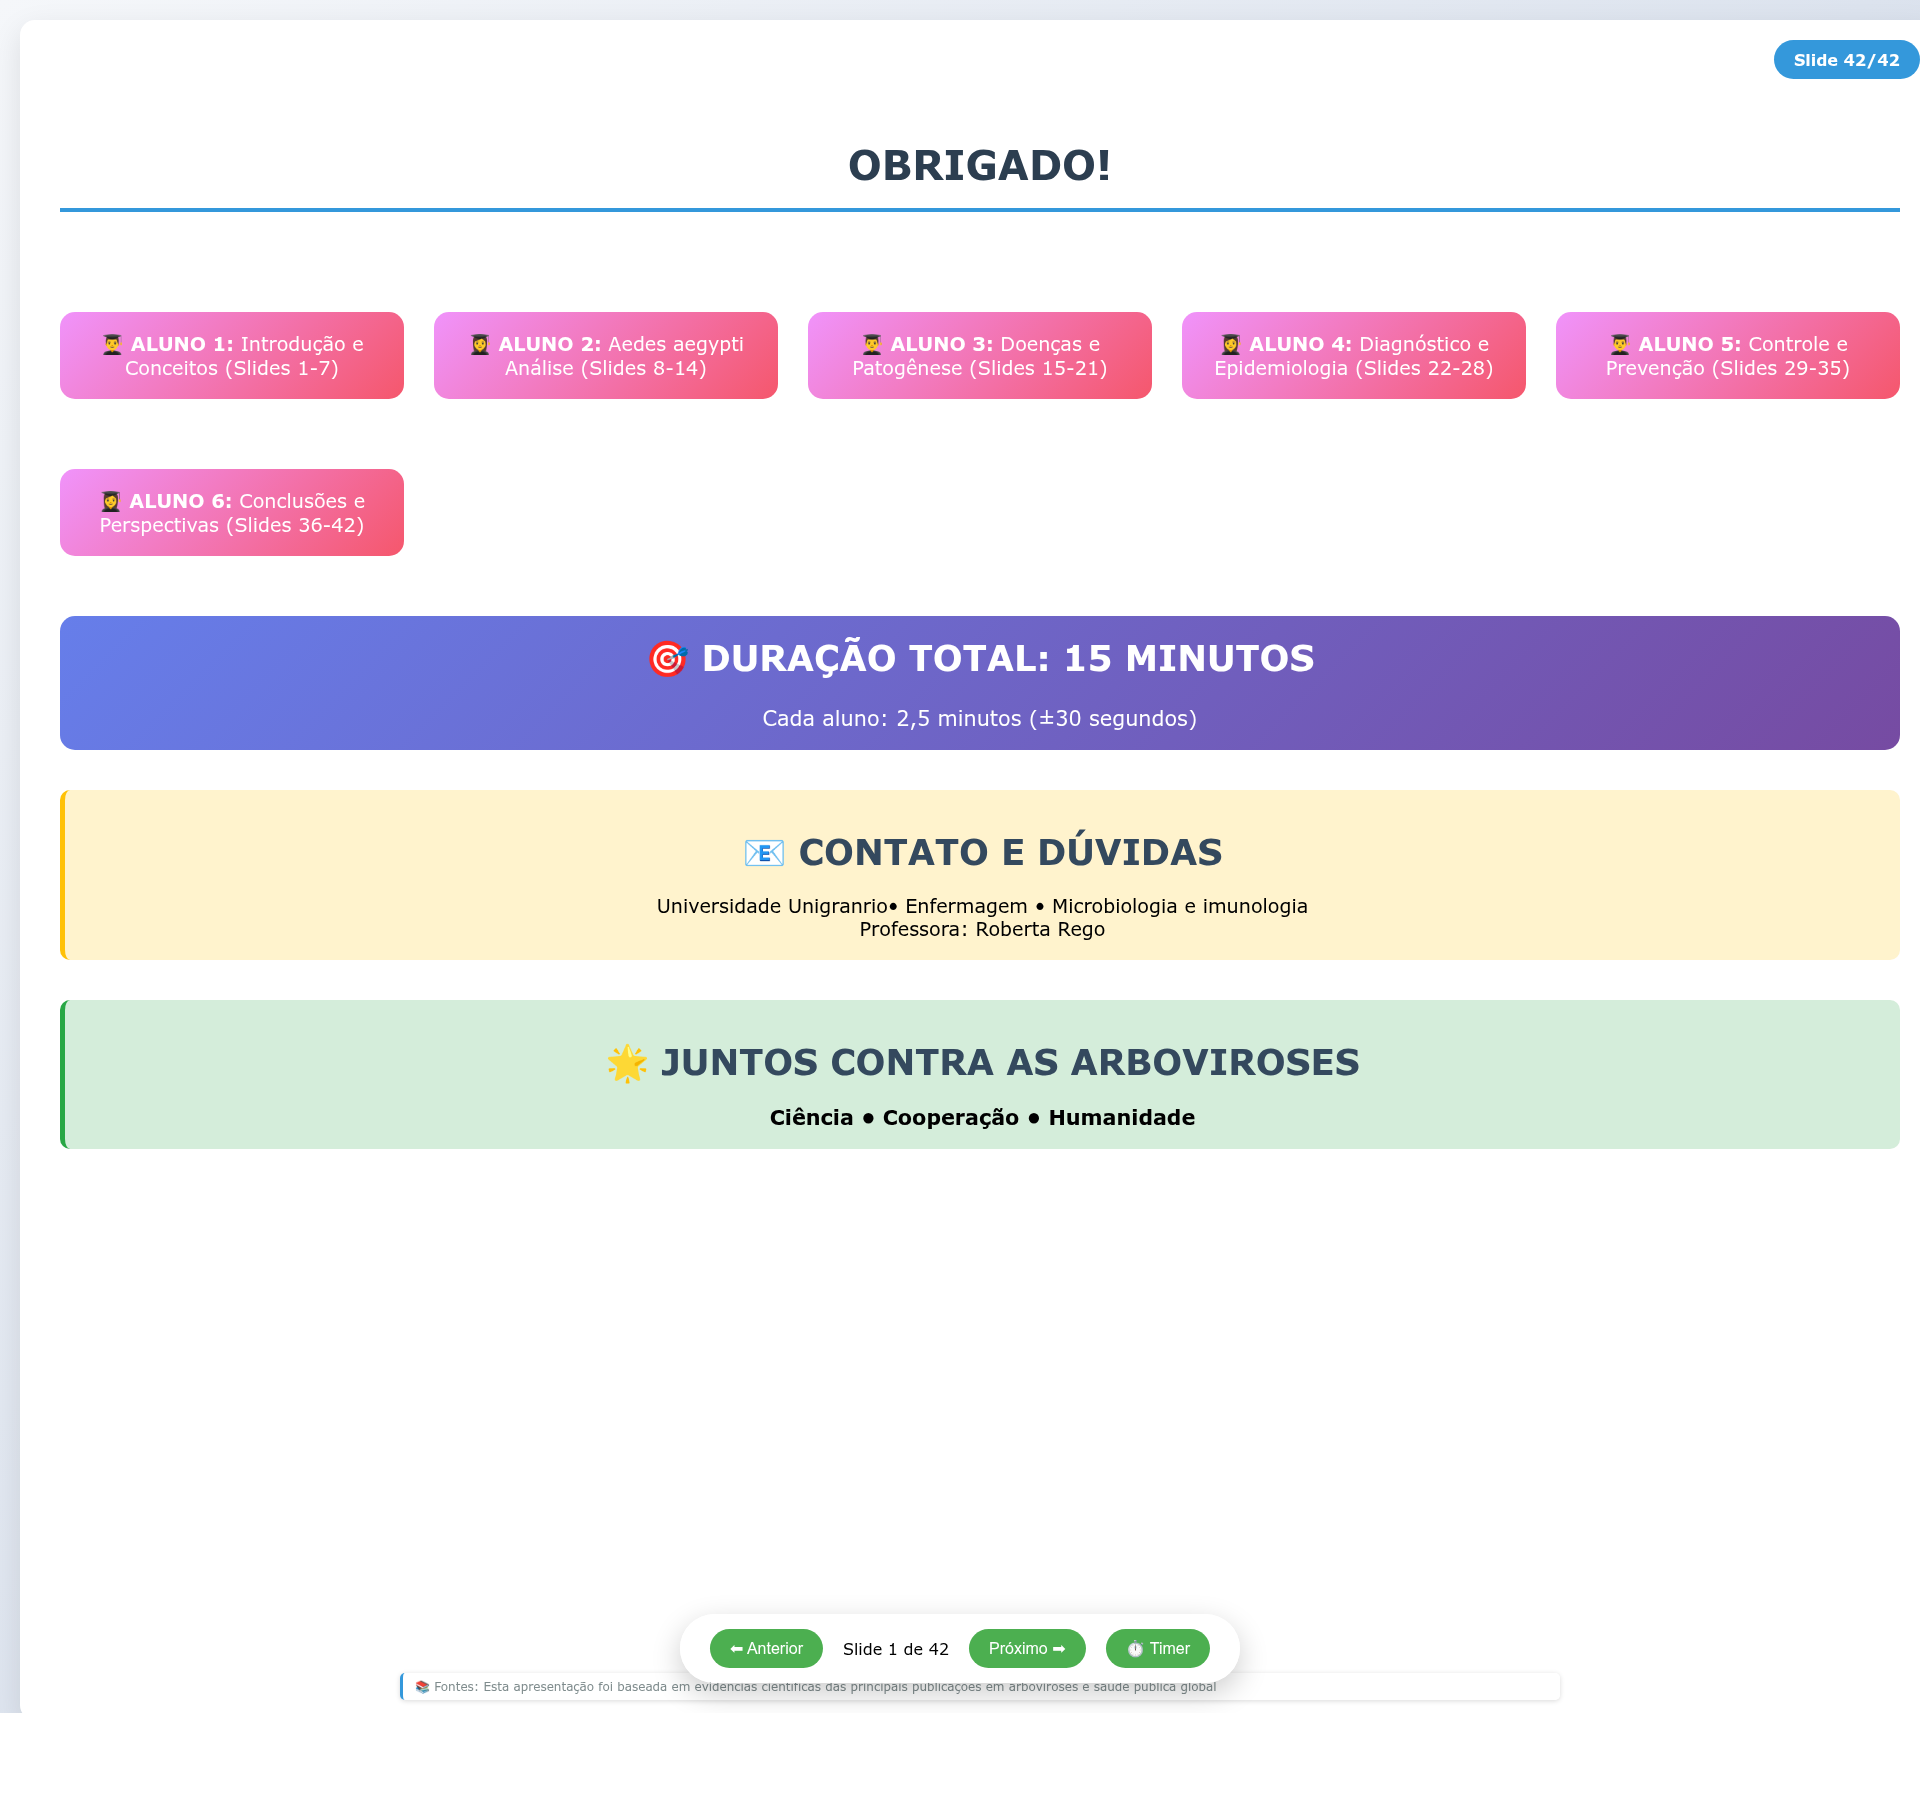 Slide 42/42
OBRIGADO!
👨‍🎓 ALUNO 1: Introdução e
Conceitos (Slides 1-7)
👩‍🎓 ALUNO 2: Aedes aegypti
Análise (Slides 8-14)
👨‍🎓 ALUNO 3: Doenças e
Patogênese (Slides 15-21)
👩‍🎓 ALUNO 4: Diagnóstico e
Epidemiologia (Slides 22-28)
👨‍🎓 ALUNO 5: Controle e
Prevenção (Slides 29-35)
👩‍🎓 ALUNO 6: Conclusões e
Perspectivas (Slides 36-42)
🎯 DURAÇÃO TOTAL: 15 MINUTOS
Cada aluno: 2,5 minutos (±30 segundos)
📧 CONTATO E DÚVIDAS
Universidade Unigranrio• Enfermagem • Microbiologia e imunologia
Professora: Roberta Rego
🌟 JUNTOS CONTRA AS ARBOVIROSES
Ciência • Cooperação • Humanidade
⬅ Anterior
Slide 1 de 42
Próximo ➡
⏱️ Timer
📚 Fontes: Esta apresentação foi baseada em evidências científicas das principais publicações em arboviroses e saúde pública global